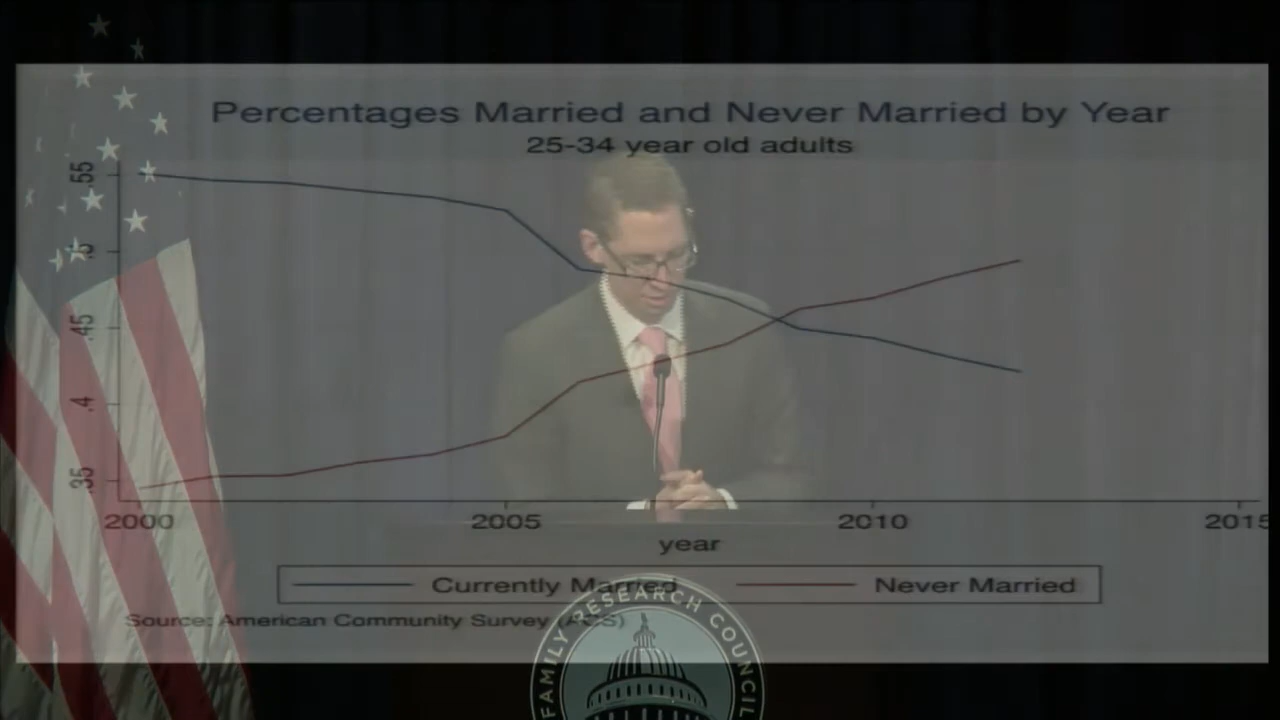 Percentages Married and Never Married by Year
25-34 year old adults
.55
.5
.45
.4
.35
2000 2005 2010 2015
year
Currently Married Never Married
Source: American Community Survey (ACS)
FAMILY RESEARCH COUNCIL